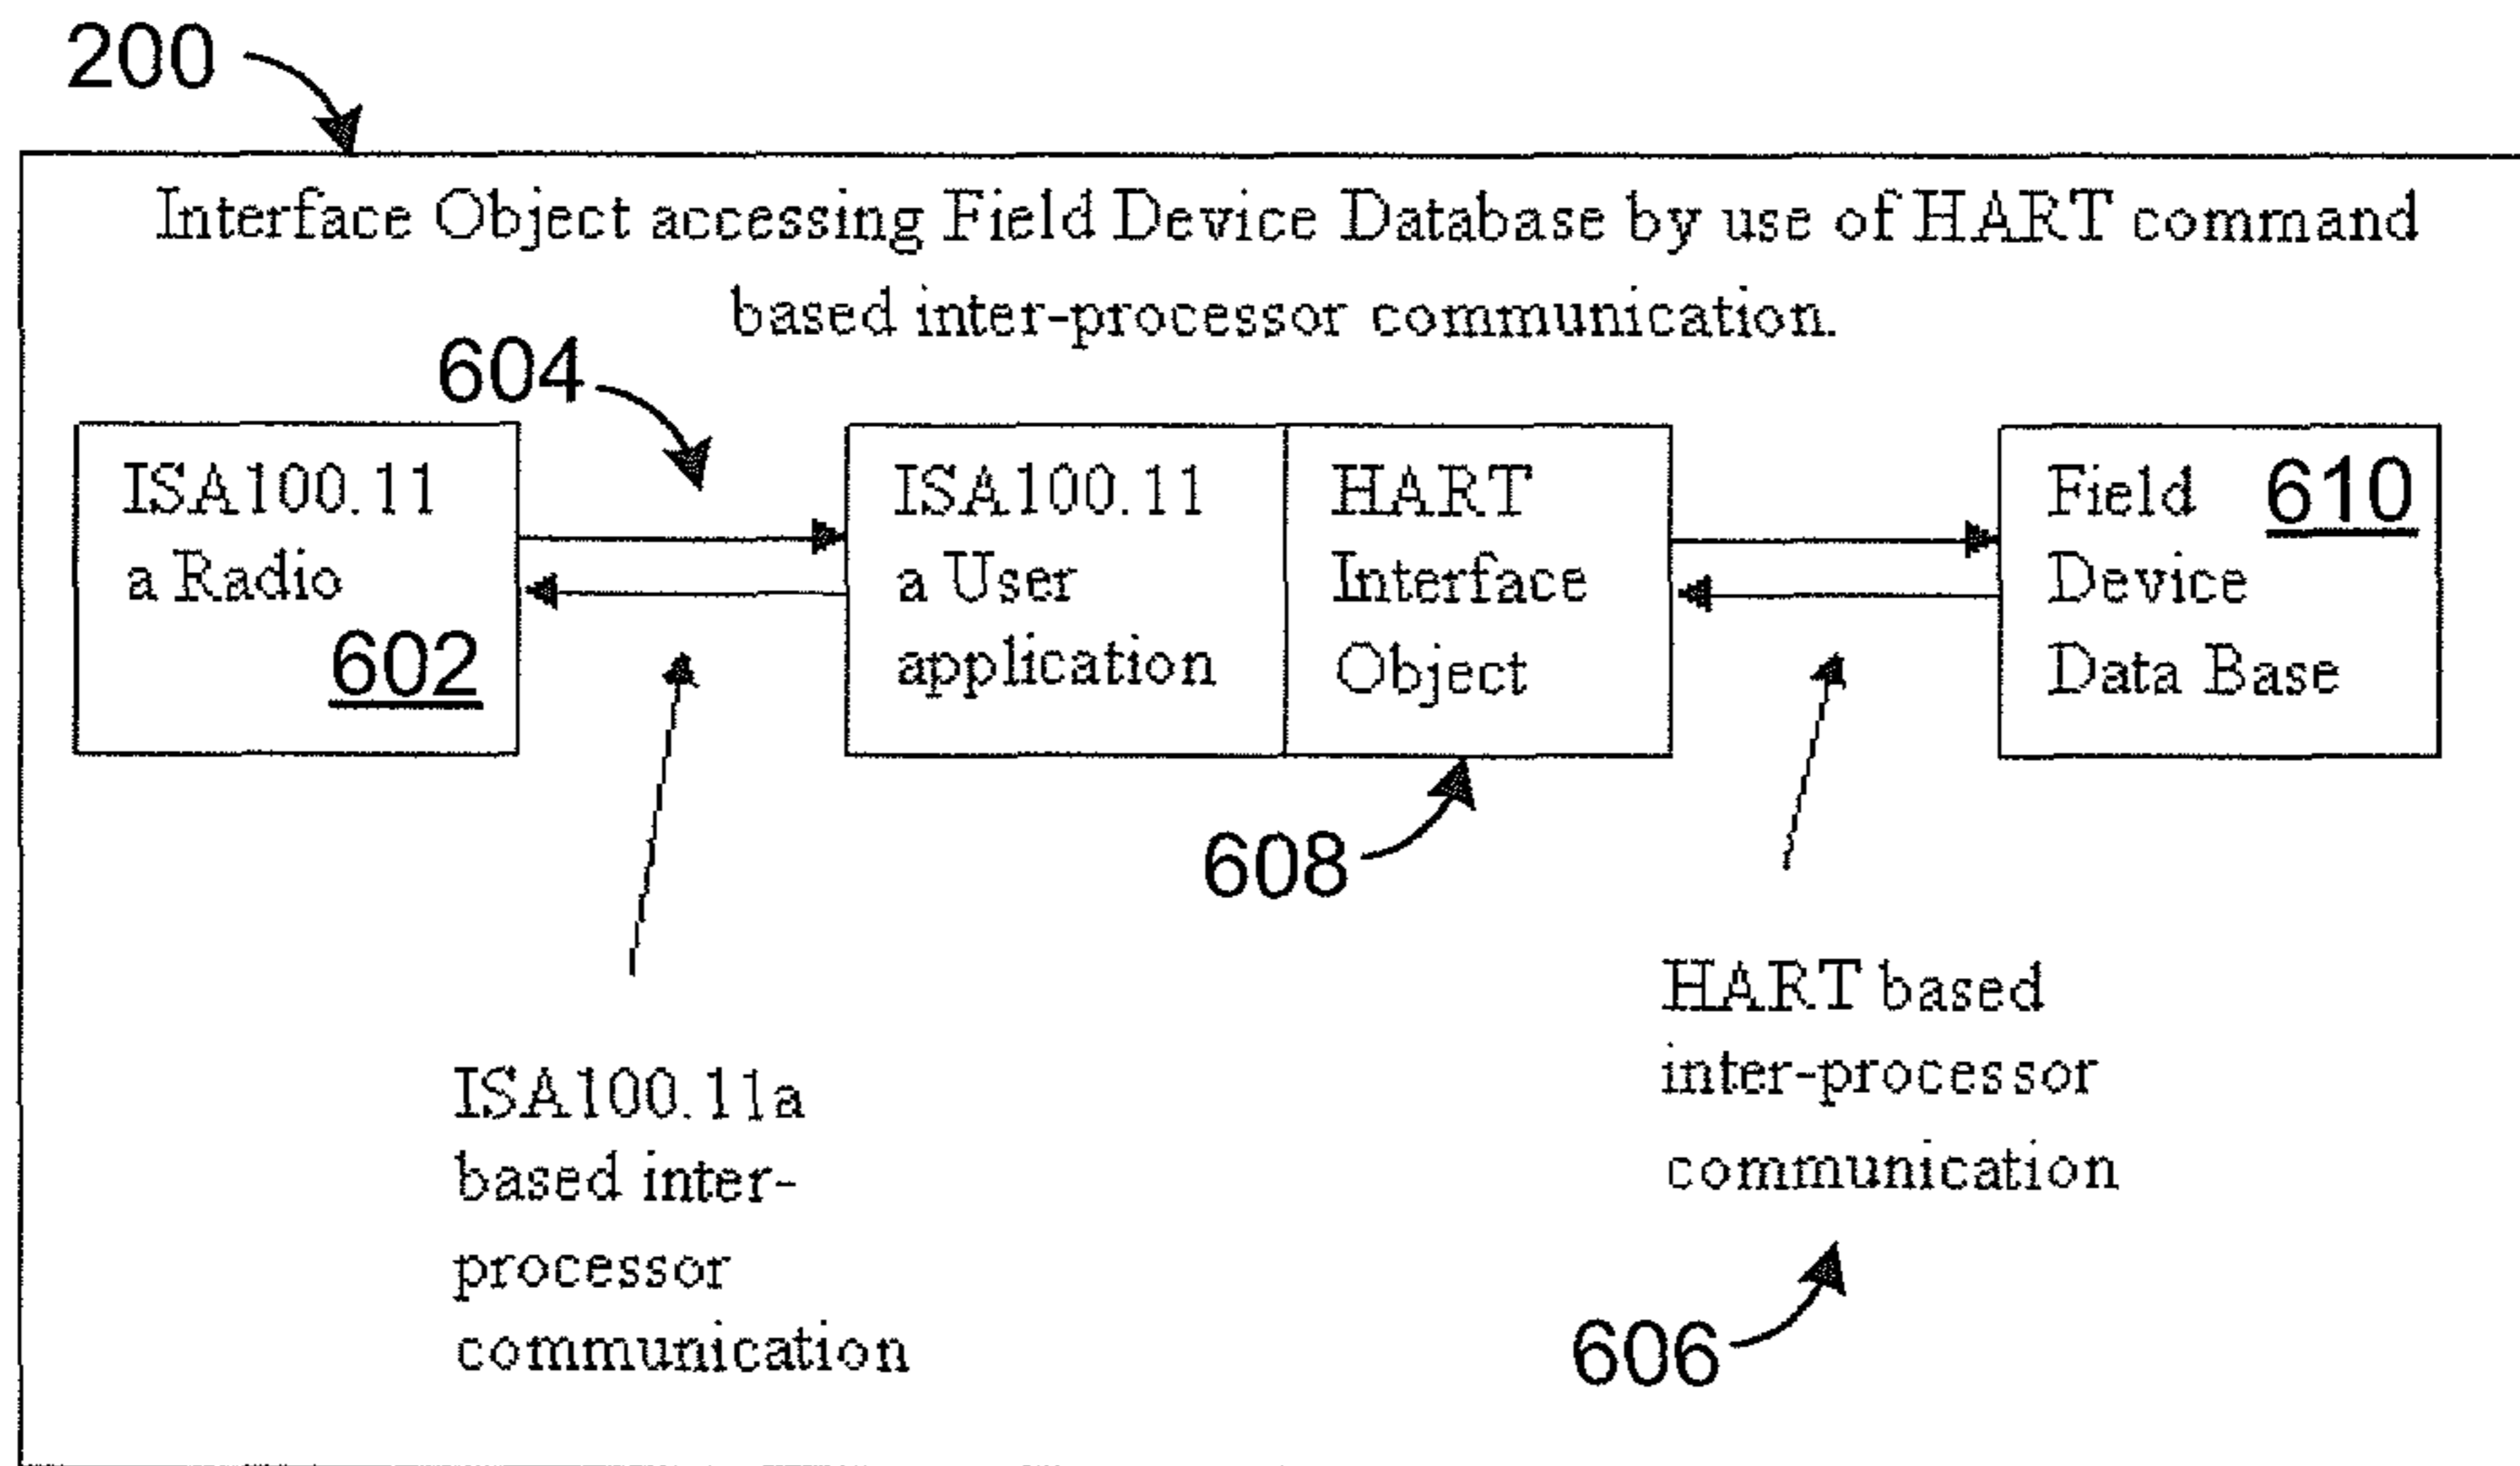 200
Interface Object accessing Field Device Database by use of HART command
based inter-processor communication.
604
ISA100.11
a Radio
602
ISA100.11
a User
application
HART
Interface
Object
Field 610
Device
Data Base
608
ISA100.11a
based inter-
processor
communication
HART based
inter-processor
communication
606